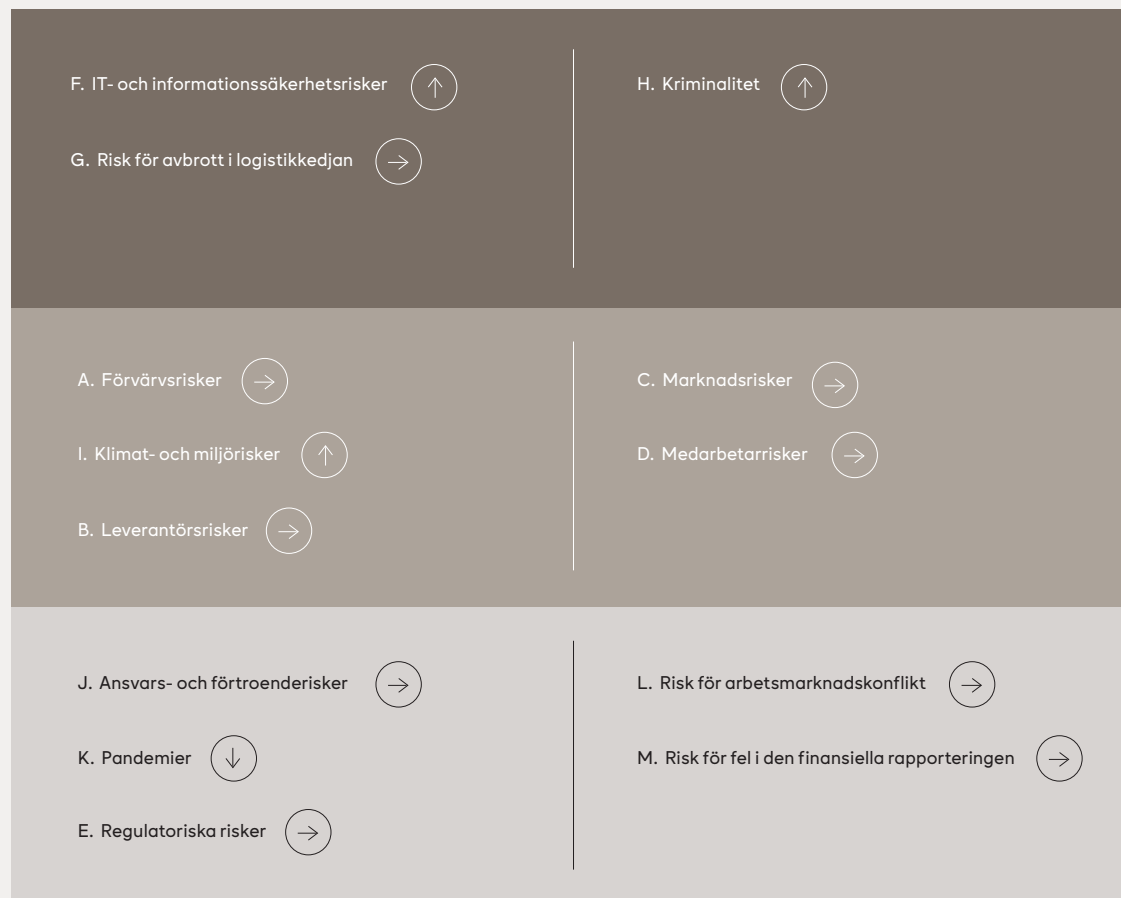 F. IT- och informationssäkerhetsrisker
G. Risk för avbrott i logistikkedjan
H. Kriminalitet
A. Förvärvsrisker
I. Klimat- och miljörisker
B. Leverantörsrisker
C. Marknadsrisker
D. Medarbetarrisker
J. Ansvars- och förtroenderisker
K. Pandemier
E. Regulatoriska risker
L. Risk för arbetsmarknadskonflikt
M. Risk för fel i den finansiella rapporteringen